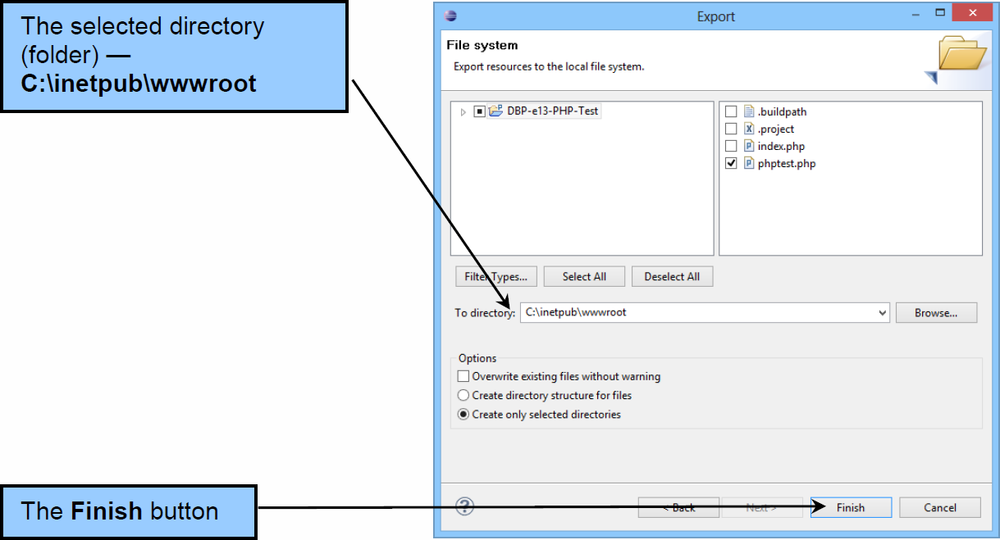 The selected directory
(folder) —
C:\inetpub\wwwroot
Export
File system
Export resources to the local file system.
DBP-e13-PHP-Test
.buildpath
.project
index.php
phptest.php
Filter Types...
Select All
Deselect All
To directory:
C:\inetpub\wwwroot
Browse...
Options
Overwrite existing files without warning
Create directory structure for files
Create only selected directories
The Finish button
?
< Back
Next >
Finish
Cancel